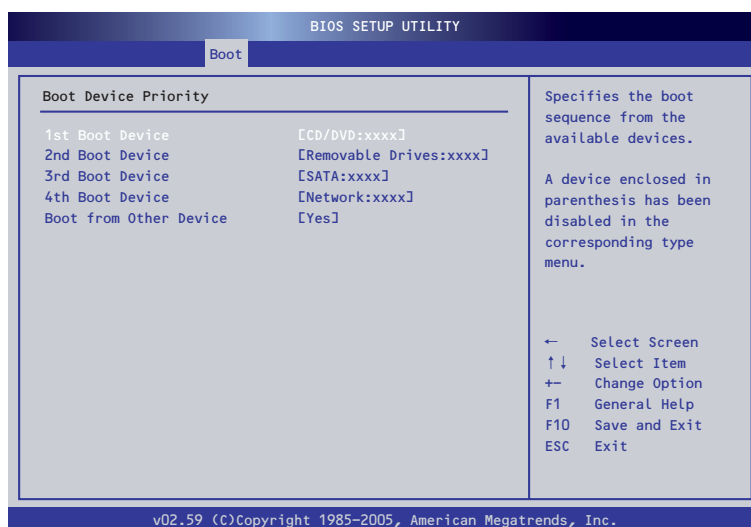 BIOS SETUP UTILITY
Boot
Boot Device Priority
1st Boot Device [CD/DVD:xxxx]
2nd Boot Device [Removable Drives:xxxx]
3rd Boot Device [SATA:xxxx]
4th Boot Device [Network:xxxx]
Boot from Other Device [Yes]
Specifies the boot
sequence from the
available devices.
A device enclosed in
parenthesis has been
disabled in the
corresponding type
menu.
← Select Screen
↑↓ Select Item
+- Change Option
F1 General Help
F10 Save and Exit
ESC Exit
v02.59 (C)Copyright 1985-2005, American Megatrends, Inc.